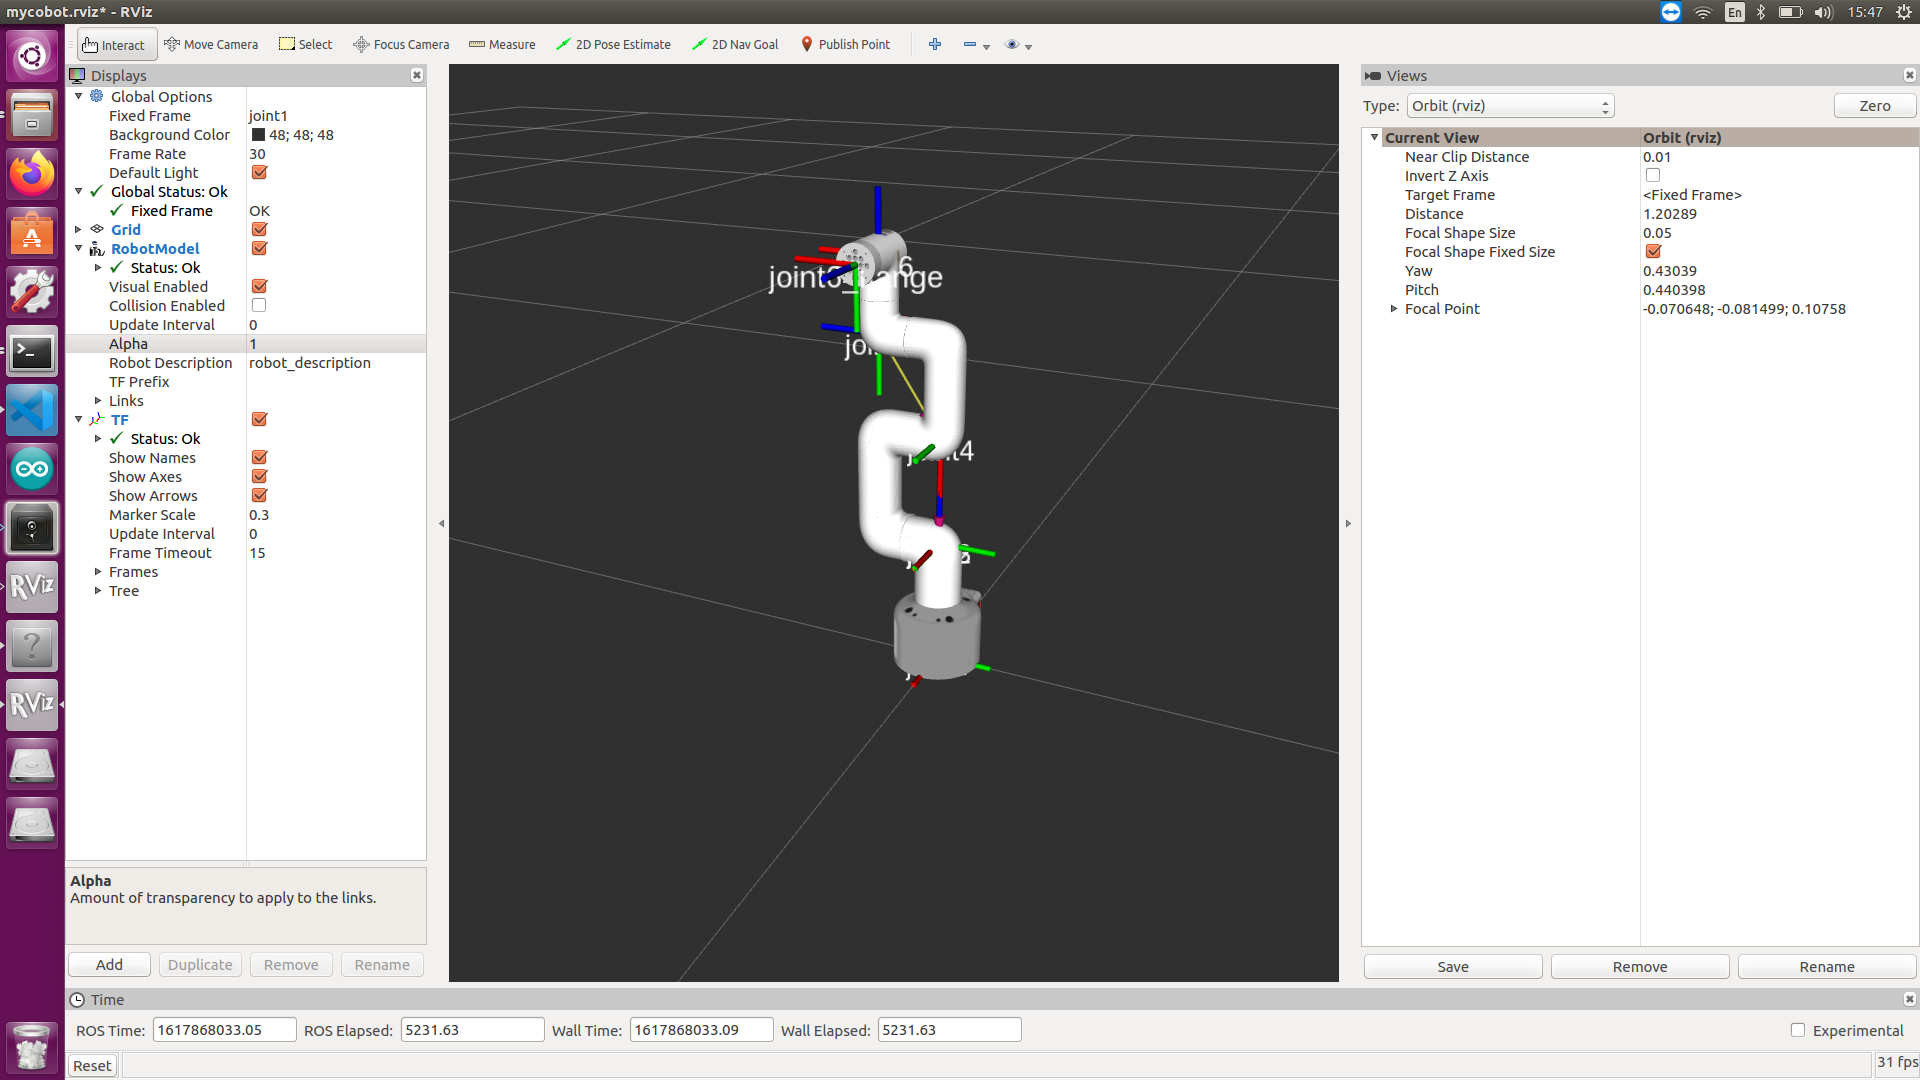 mycobot.rviz* - RViz
En
15:47
Interact
Move Camera
Select
Focus Camera
Measure
2D Pose Estimate
2D Nav Goal
Publish Point
Displays
Global Options
Fixed Frame joint1
Background Color 48; 48; 48
Frame Rate 30
Default Light
Global Status: Ok
Fixed Frame OK
Grid
RobotModel
Status: Ok
Visual Enabled
Collision Enabled
Update Interval 0
Alpha 1
Robot Description robot_description
TF Prefix
Links
TF
Status: Ok
Show Names
Show Axes
Show Arrows
Marker Scale 0.3
Update Interval 0
Frame Timeout 15
Frames
Tree
Alpha
Amount of transparency to apply to the links.
Add
Duplicate
Remove
Rename
RViz
RViz
Views
Type: Orbit (rviz)
Zero
Current View Orbit (rviz)
Near Clip Distance 0.01
Invert Z Axis
Target Frame <Fixed Frame>
Distance 1.20289
Focal Shape Size 0.05
Focal Shape Fixed Size
Yaw 0.43039
Pitch 0.440398
Focal Point -0.070648; -0.081499; 0.10758
Save
Remove
Rename
Time
ROS Time: 1617868033.05
ROS Elapsed: 5231.63
Wall Time: 1617868033.09
Wall Elapsed: 5231.63
Experimental
Reset
31 fps